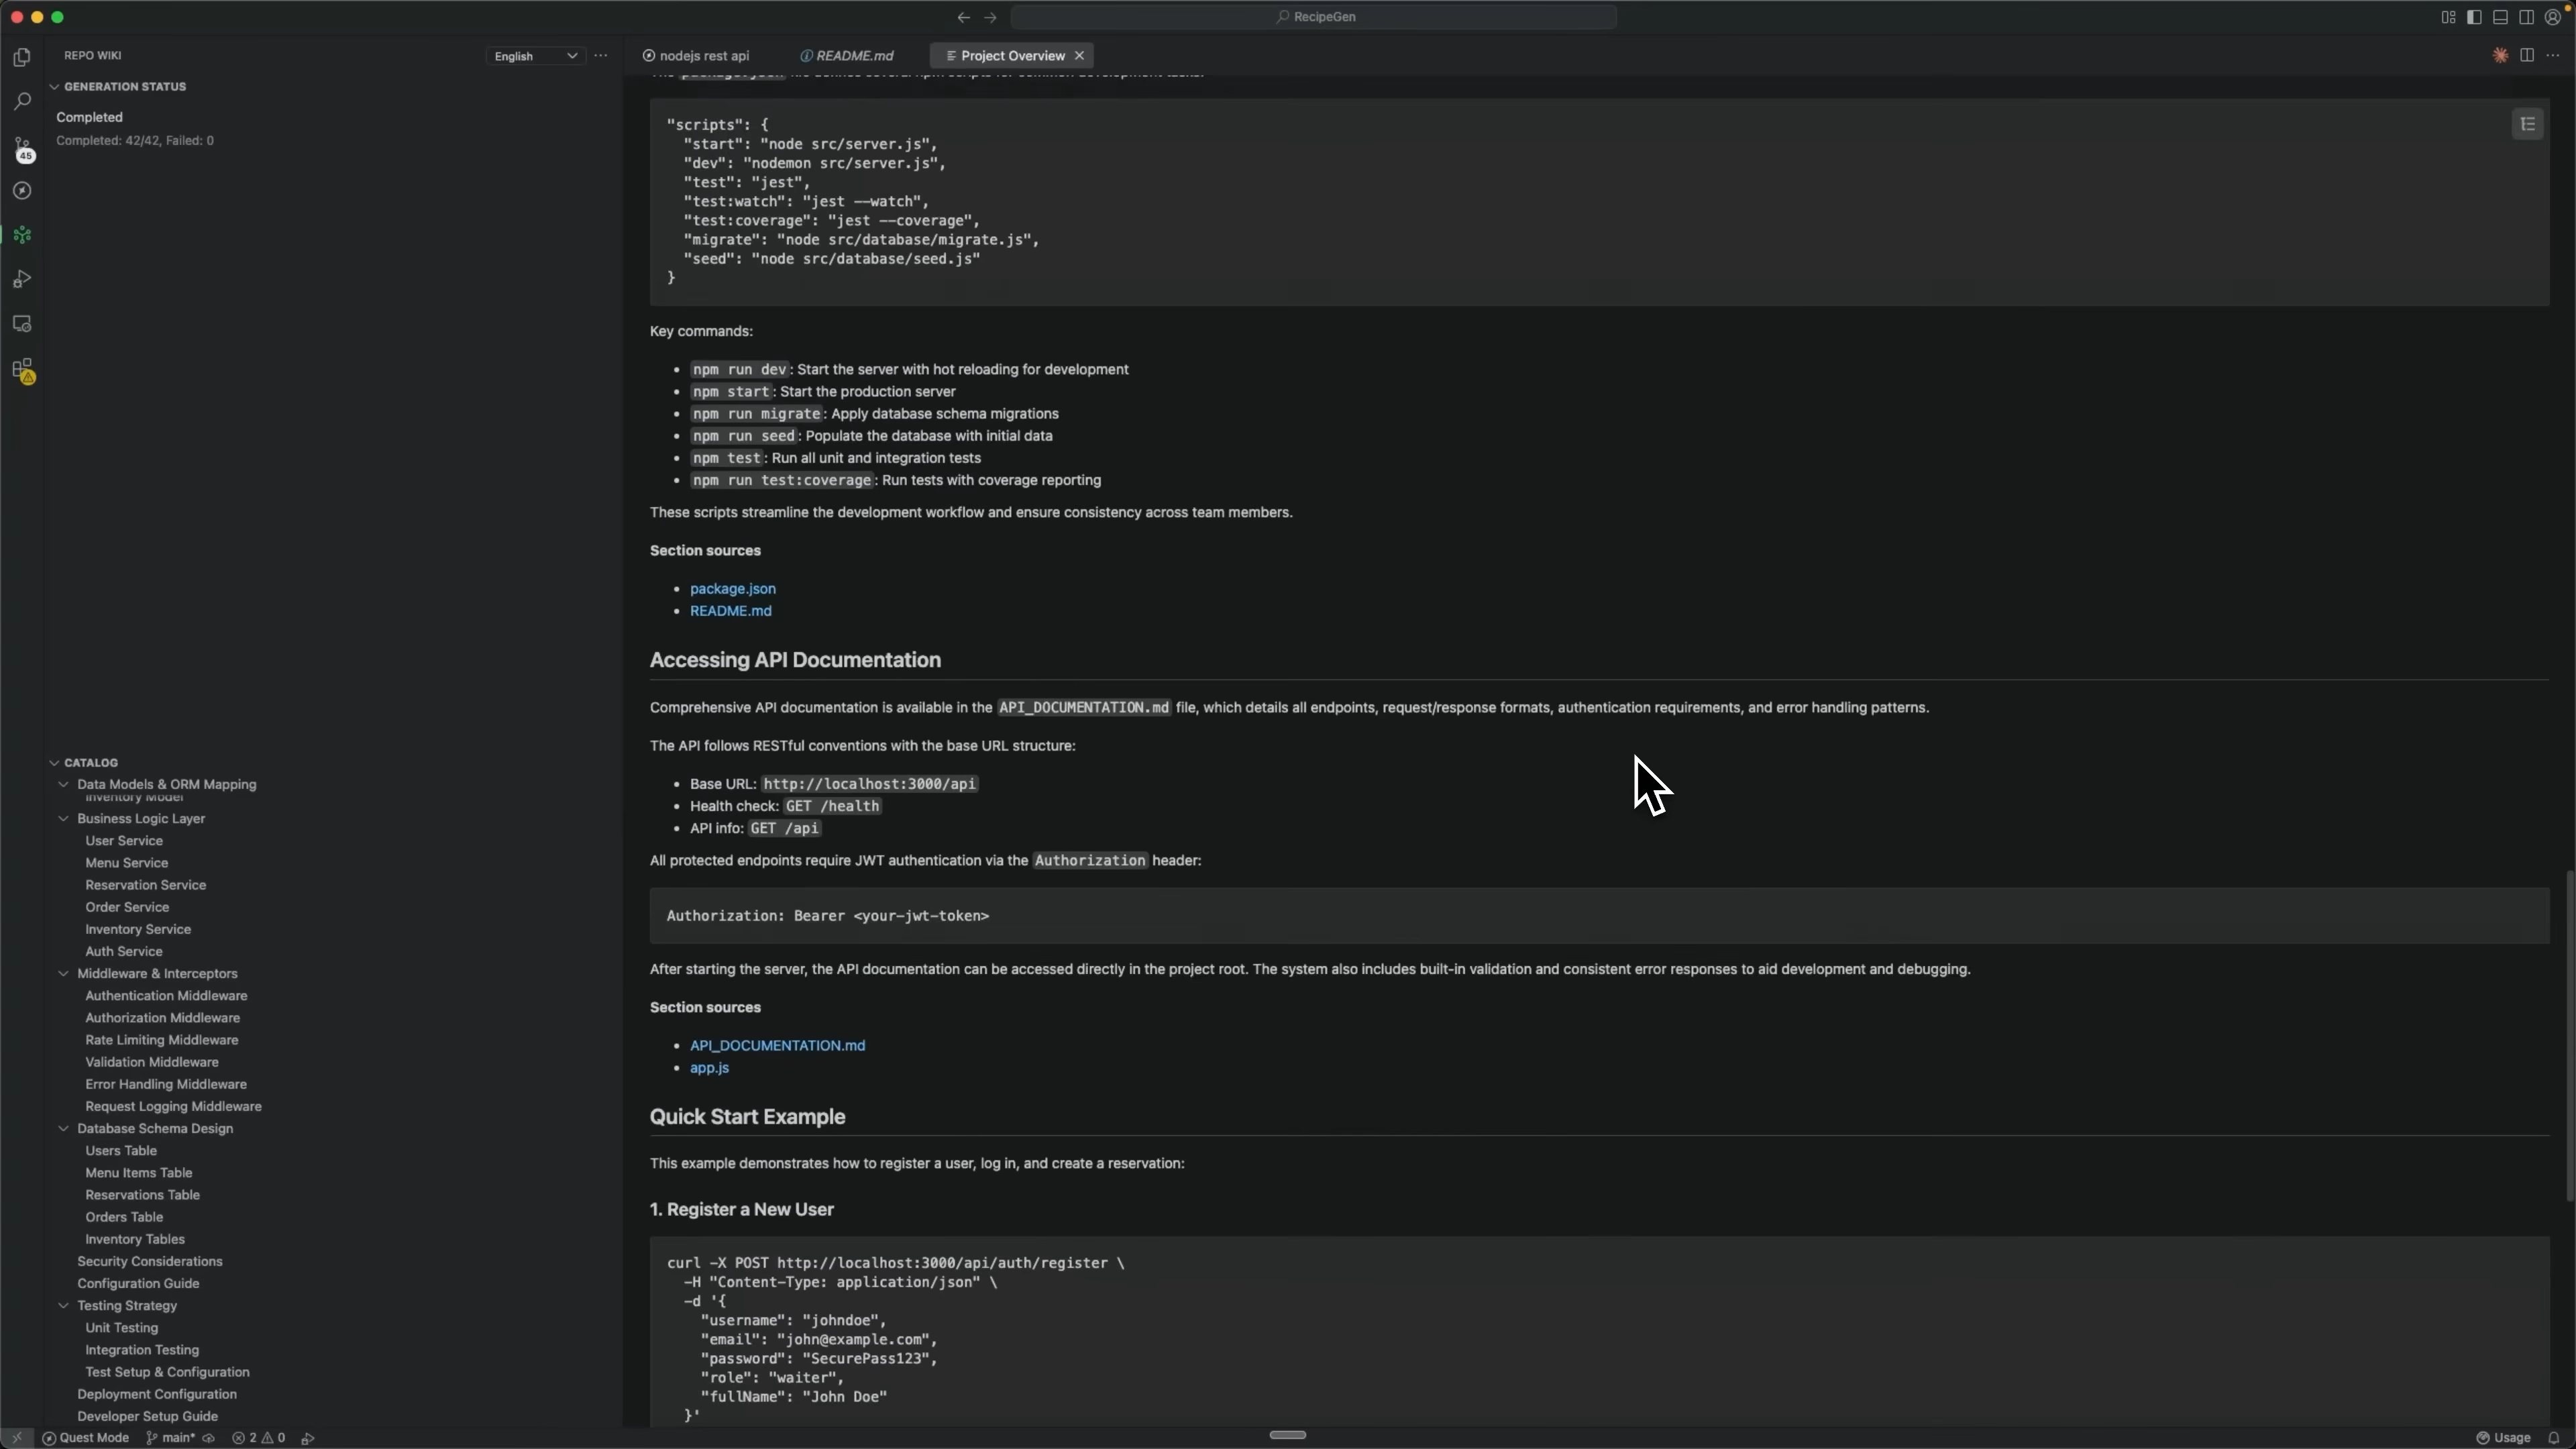 RecipeGen
REPO WIKI
English
nodejs rest api
README.md
Project Overview
GENERATION STATUS
Completed
Completed: 42/42, Failed: 0
45
"scripts": {
"start": "node src/server.js",
"dev": "nodemon src/server.js",
"test": "jest",
"test:watch": "jest --watch",
"test:coverage": "jest --coverage",
"migrate": "node src/database/migrate.js",
"seed": "node src/database/seed.js"
}
Key commands:
npm run dev: Start the server with hot reloading for development
npm start: Start the production server
npm run migrate: Apply database schema migrations
npm run seed: Populate the database with initial data
npm test: Run all unit and integration tests
npm run test:coverage: Run tests with coverage reporting
These scripts streamline the development workflow and ensure consistency across team members.
Section sources
package.json
README.md
Accessing API Documentation
Comprehensive API documentation is available in the API_DOCUMENTATION.md file, which details all endpoints, request/response formats, authentication requirements, and error handling patterns.
The API follows RESTful conventions with the base URL structure:
Base URL: http://localhost:3000/api
Health check: GET /health
API info: GET /api
All protected endpoints require JWT authentication via the Authorization header:
Authorization: Bearer <your-jwt-token>
After starting the server, the API documentation can be accessed directly in the project root. The system also includes built-in validation and consistent error responses to aid development and debugging.
Section sources
API_DOCUMENTATION.md
app.js
Quick Start Example
This example demonstrates how to register a user, log in, and create a reservation:
1. Register a New User
curl -X POST http://localhost:3000/api/auth/register \
-H "Content-Type: application/json" \
-d '{
"username": "johndoe",
"email": "john@example.com",
"password": "SecurePass123",
"role": "waiter",
"fullName": "John Doe"
}'
CATALOG
Data Models & ORM Mapping
Inventory Model
Business Logic Layer
User Service
Menu Service
Reservation Service
Order Service
Inventory Service
Auth Service
Middleware & Interceptors
Authentication Middleware
Authorization Middleware
Rate Limiting Middleware
Validation Middleware
Error Handling Middleware
Request Logging Middleware
Database Schema Design
Users Table
Menu Items Table
Reservations Table
Orders Table
Inventory Tables
Security Considerations
Configuration Guide
Testing Strategy
Unit Testing
Integration Testing
Test Setup & Configuration
Deployment Configuration
Developer Setup Guide
Quest Mode
main*
2
0
Usage